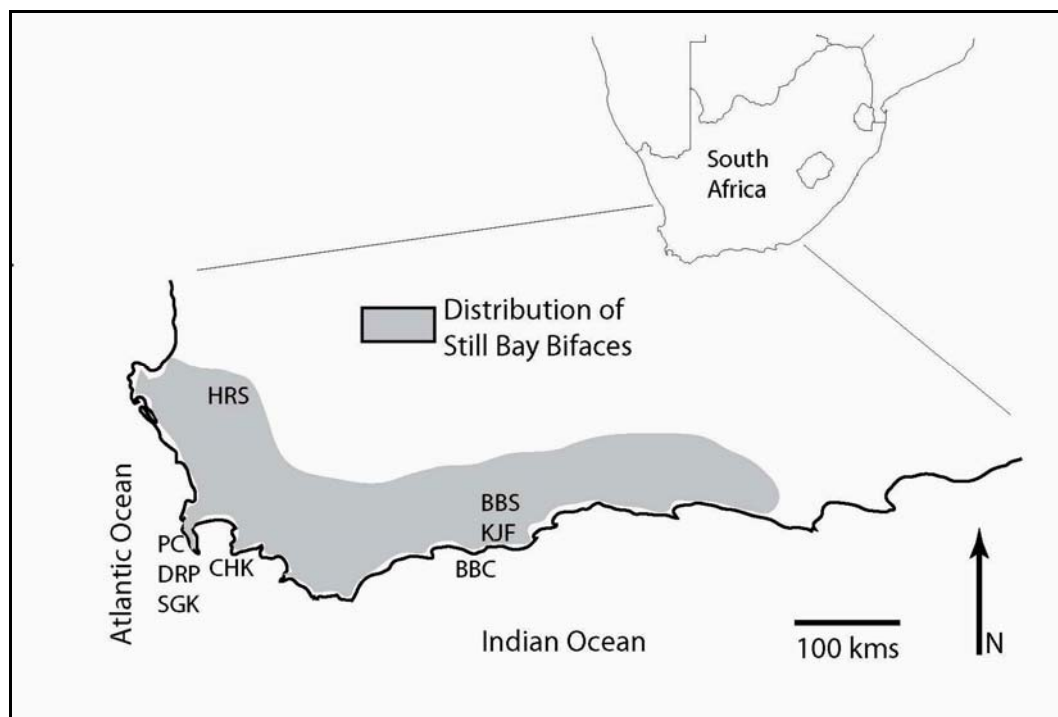 South
Africa
Distribution of
Still Bay Bifaces
HRS
Atlantic Ocean
BBS
KJF
PC
DRP
SGK
CHK
BBC
Indian Ocean
100 kms
N